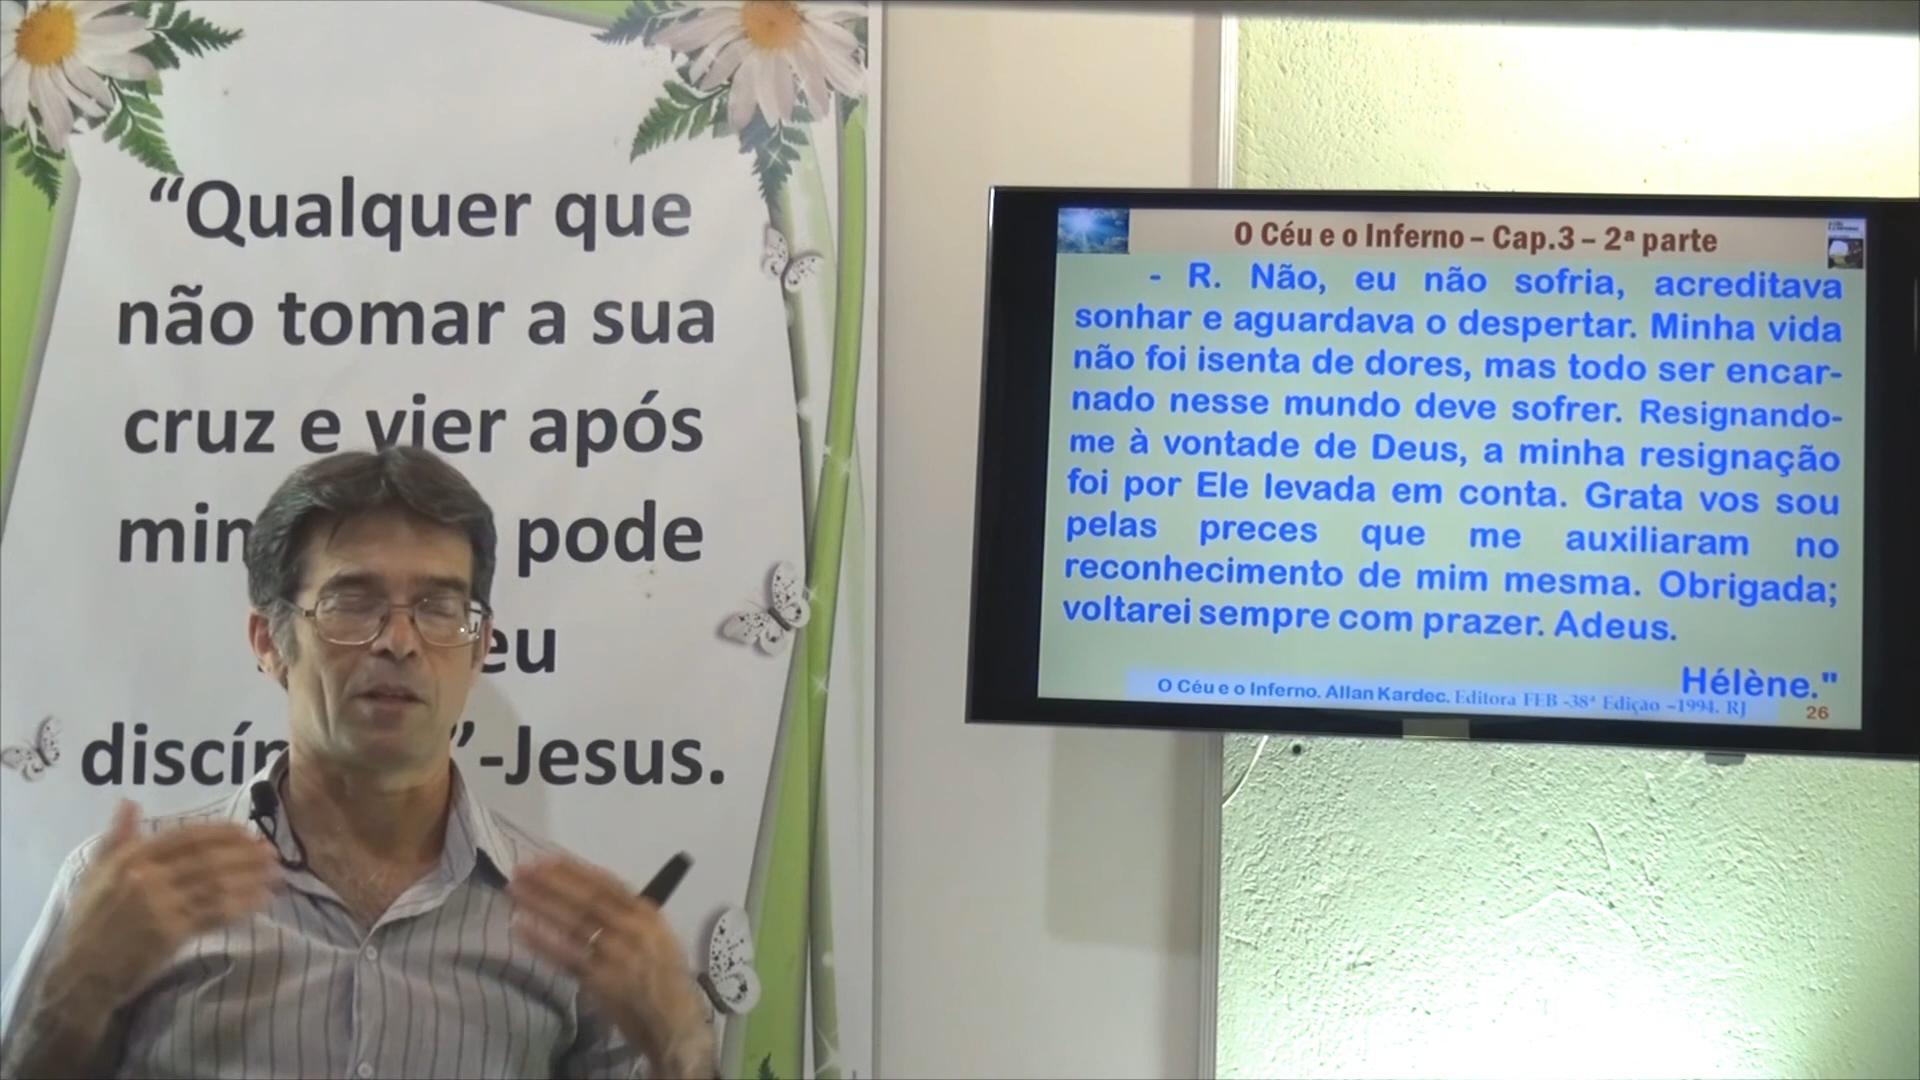 “Qualquer que
não tomar a sua
cruz e vier após
pode
eu
-Jesus.
O Céu e o Inferno – Cap.3 – 2ª parte
- R. Não, eu não sofria, acreditava
sonhar e aguardava o despertar. Minha vida
não foi isenta de dores, mas todo ser encar-
nado nesse mundo deve sofrer. Resignando-
me à vontade de Deus, a minha resignação
foi por Ele levada em conta. Grata vos sou
pelas preces que me auxiliaram no
reconhecimento de mim mesma. Obrigada;
voltarei sempre com prazer. Adeus.
Hélène."
O Céu e o Inferno. Allan Kardec. Editora FEB -38ª Edição –1994. RJ
26